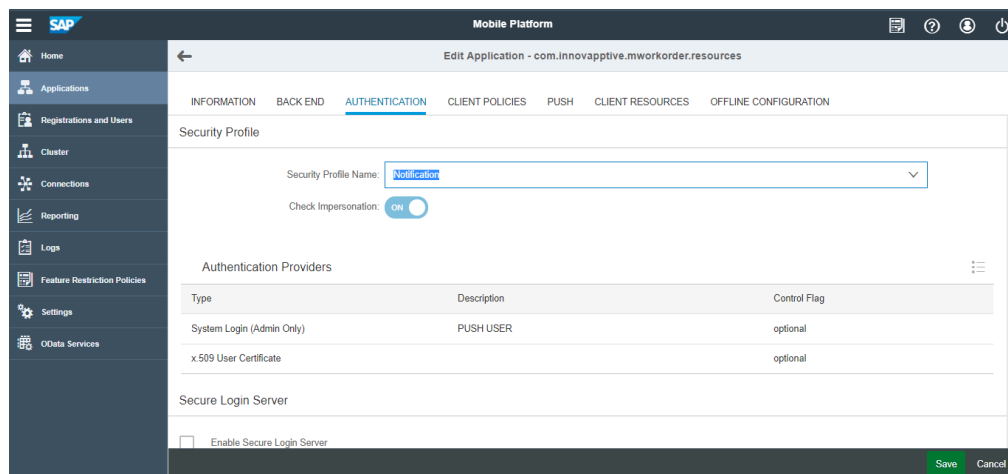 SAP Mobile Platform
Home
Edit Application - com.innovapptive.mworkorder.resources
Applications
Registrations and Users
Cluster
Connections
Reporting
Logs
Feature Restriction Policies
Settings
OData Services
INFORMATION BACK END AUTHENTICATION CLIENT POLICIES PUSH CLIENT RESOURCES OFFLINE CONFIGURATION
Security Profile
Security Profile Name: Notification
Check Impersonation: ON
Authentication Providers
Type Description Control Flag
System Login (Admin Only) PUSH USER optional
x.509 User Certificate optional
Secure Login Server
Enable Secure Login Server
Save Cancel